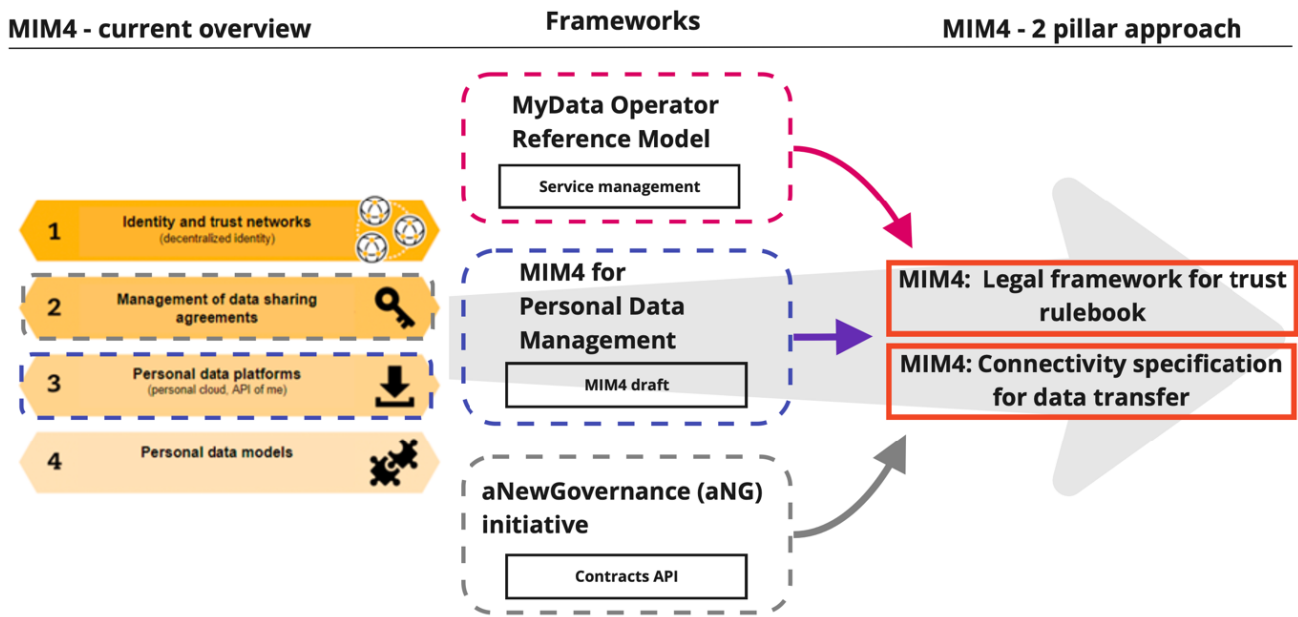 MIM4 - current overview
Frameworks
MIM4 - 2 pillar approach
1
Identity and trust networks
(decentralized identity)
2
Management of data sharing
agreements
3
Personal data platforms
(personal cloud, API of me)
4
Personal data models
MyData Operator
Reference Model
Service management
MIM4 for
Personal Data
Management
MIM4 draft
aNewGovernance (aNG)
initiative
Contracts API
MIM4:  Legal framework for trust
rulebook
MIM4: Connectivity specification
for data transfer